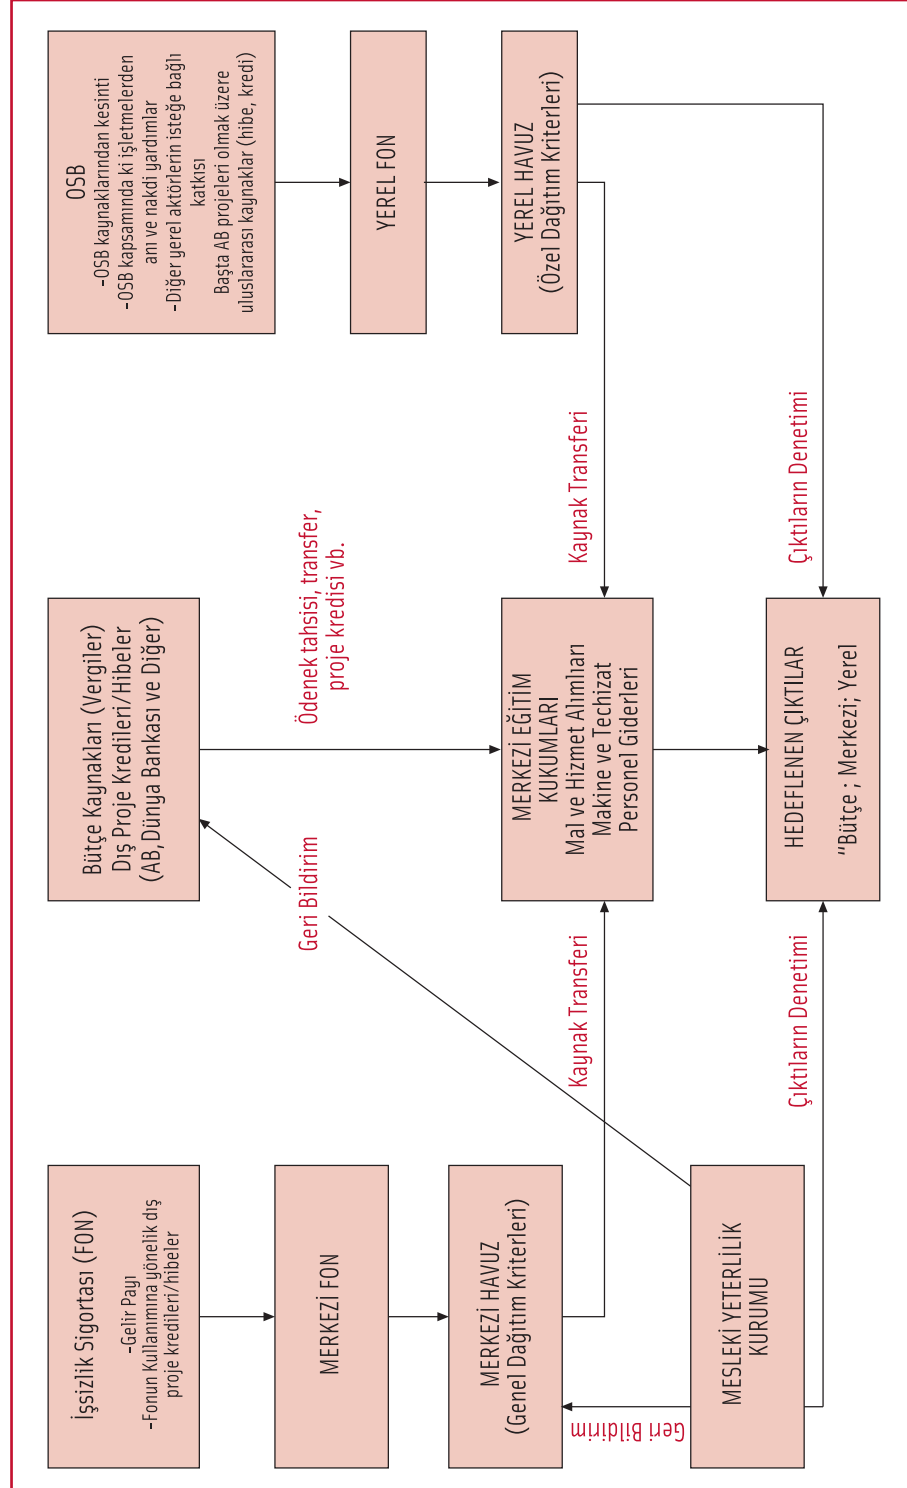 İşsizlik Sigortası (FON)
-Gelir Payı
-Fonun Kullanımına yönelik dış
proje kredileri/hibeler
MERKEZİ FON
MERKEZİ HAVUZ
(Genel Dağıtım Kriterleri)
Geri Bildirim
MESLEKİ YETERLİLİK
KURUMU
Bütçe Kaynakları (Vergiler)
Dış Proje Kredileri/Hibeler
(AB, Dünya Bankası ve Diğer)
Geri Bildirim
Ödenek tahsisi, transfer,
proje kredisi vb.
Kaynak Transferi
MERKEZİ EĞİTİM
KUKUMLARI
Mal ve Hizmet Alımlıarı
Makine ve Techizat
Personel Giderleri
Kaynak Transferi
Çıktıların Denetimi
HEDEFLENEN ÇIKTILAR
"Bütçe ; Merkezi; Yerel
Çıktıların Denetimi
OSB
-OSB kaynaklarından kesinti
-OSB kapsamında ki işletmelerden
anı ve nakdi yardımlar
-Diğer yerel aktörlerin isteğe bağlı
katkısı
Başta AB projeleri olmak üzere
uluslararası kaynaklar (hibe, kredi)
YEREL FON
YEREL HAVUZ
(Özel Dağıtım Kriterleri)